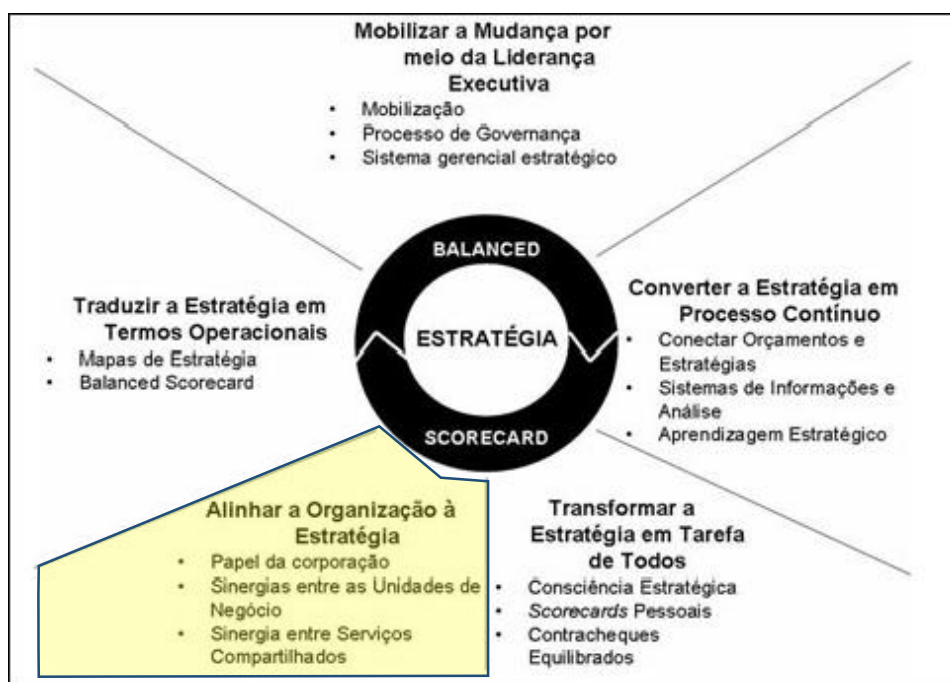 Mobilizar a Mudança por
meio da Liderança
Executiva
• Mobilização
• Processo de Governança
• Sistema gerencial estratégico
BALANCED
ESTRATÉGIA
SCORECARD
Traduzir a Estratégia em
Termos Operacionais
• Mapas de Estratégia
• Balanced Scorecard
Converter a Estratégia em
Processo Contínuo
• Conectar Orçamentos e
Estratégias
• Sistemas de Informações e
Análise
• Aprendizagem Estratégico
Alinhar a Organização à
Estratégia
• Papel da corporação
• Sinergias entre as Unidades de
Negócio
• Sinergia entre Serviços
Compartilhados
Transformar a
Estratégia em Tarefa
de Todos
• Consciência Estratégica
• Scorecards Pessoais
• Contracheques
Equilibrados